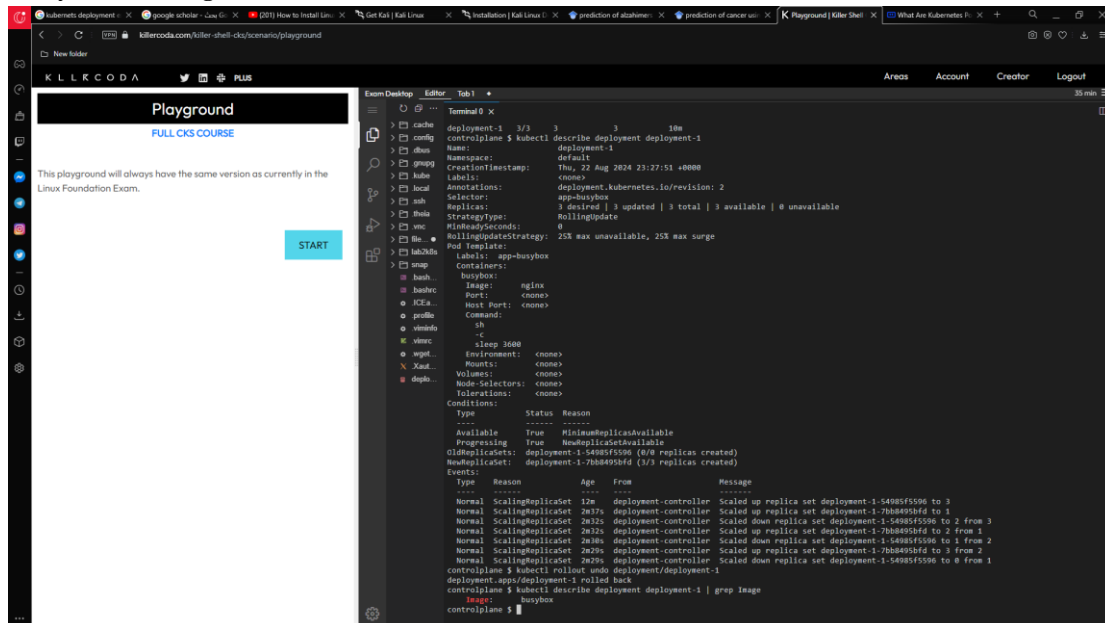 kubernets deployment
google scholar
(201) How to Install Linu
Get Kali | Kali Linux
Installation | Kali Linux D
prediction of alzahimers
prediction of cancer usin
Playground | Killer Shell
What Are Kubernetes Po
VPN
killercoda.com/killer-shell-cks/scenario/playground
New folder
KLLRCODA
PLUS
Areas
Account
Creator
Logout
Exam Desktop
Editor
Tab 1
+
35 min
Playground
FULL CKS COURSE
This playground will always have the same version as currently in the
Linux Foundation Exam.
START
.cache
.config
.dbus
.gnupg
.kube
.local
.ssh
.theia
.vnc
file...
lab2k8s
snap
.bash...
.bashrc
.ICEa...
.profile
.viminfo
.vimrc
.wget...
.Xaut...
deplo...
Terminal 0
deployment-1 3/3 3 3 10m
controlplane $ kubectl describe deployment deployment-1
Name: deployment-1
Namespace: default
CreationTimestamp: Thu, 22 Aug 2024 23:27:51 +0000
Labels: <none>
Annotations: deployment.kubernetes.io/revision: 2
Selector: app=busybox
Replicas: 3 desired | 3 updated | 3 total | 3 available | 0 unavailable
StrategyType: RollingUpdate
MinReadySeconds: 0
RollingUpdateStrategy: 25% max unavailable, 25% max surge
Pod Template:
Labels: app=busybox
Containers:
busybox:
Image: nginx
Port: <none>
Host Port: <none>
Command:
sh
-c
sleep 3600
Environment: <none>
Mounts: <none>
Volumes: <none>
Node-Selectors: <none>
Tolerations: <none>
Conditions:
Type Status Reason
---- ------ ------
Available True MinimumReplicasAvailable
Progressing True NewReplicaSetAvailable
OldReplicaSets: deployment-1-54985f5596 (0/0 replicas created)
NewReplicaSet: deployment-1-7bb8495bfd (3/3 replicas created)
Events:
Type Reason Age From Message
---- ------ ---- ---- -------
Normal ScalingReplicaSet 12m deployment-controller Scaled up replica set deployment-1-54985f5596 to 3
Normal ScalingReplicaSet 2m37s deployment-controller Scaled up replica set deployment-1-7bb8495bfd to 1
Normal ScalingReplicaSet 2m32s deployment-controller Scaled down replica set deployment-1-54985f5596 to 2 from 3
Normal ScalingReplicaSet 2m32s deployment-controller Scaled up replica set deployment-1-7bb8495bfd to 2 from 1
Normal ScalingReplicaSet 2m30s deployment-controller Scaled down replica set deployment-1-54985f5596 to 1 from 2
Normal ScalingReplicaSet 2m29s deployment-controller Scaled up replica set deployment-1-7bb8495bfd to 3 from 2
Normal ScalingReplicaSet 2m29s deployment-controller Scaled down replica set deployment-1-54985f5596 to 0 from 1
controlplane $ kubectl rollout undo deployment/deployment-1
deployment.apps/deployment-1 rolled back
controlplane $ kubectl describe deployment deployment-1 | grep Image
Image: busybox
controlplane $